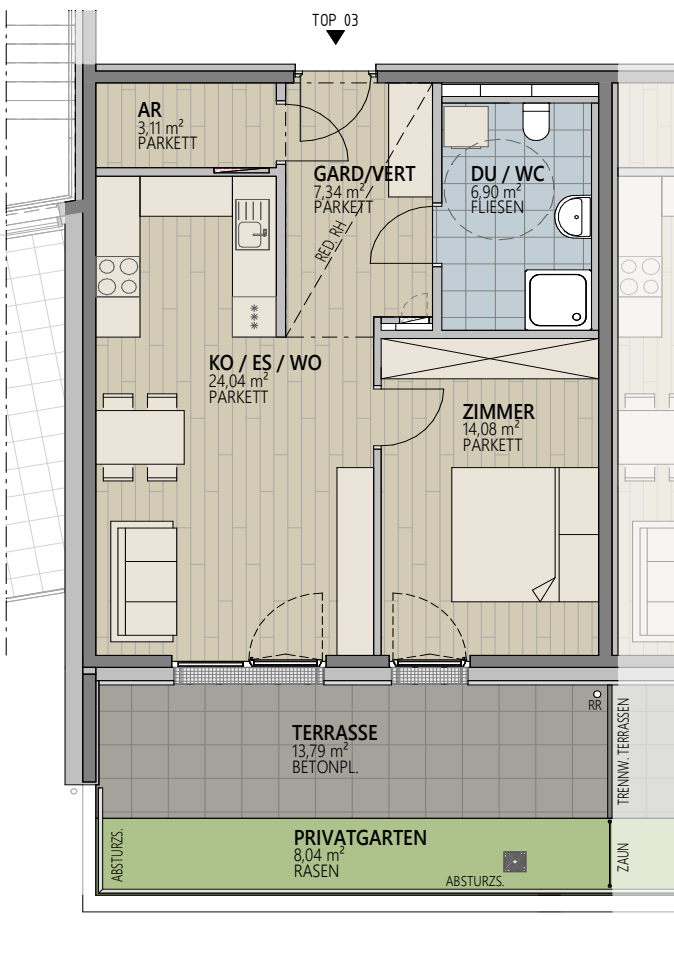 TOP 03
AR
3,11 m²
PARKETT
GARD/VERT
7,34 m²
PARKETT
DU / WC
6,90 m²
FLIESEN
RED. RH
KO / ES / WO
24,04 m²
PARKETT
ZIMMER
14,08 m²
PARKETT
RR
TERRASSE
13,79 m²
BETONPL.
TRENNW. TERRASSEN
ABSTURZS.
PRIVATGARTEN
8,04 m²
RASEN
ABSTURZS.
ZAUN